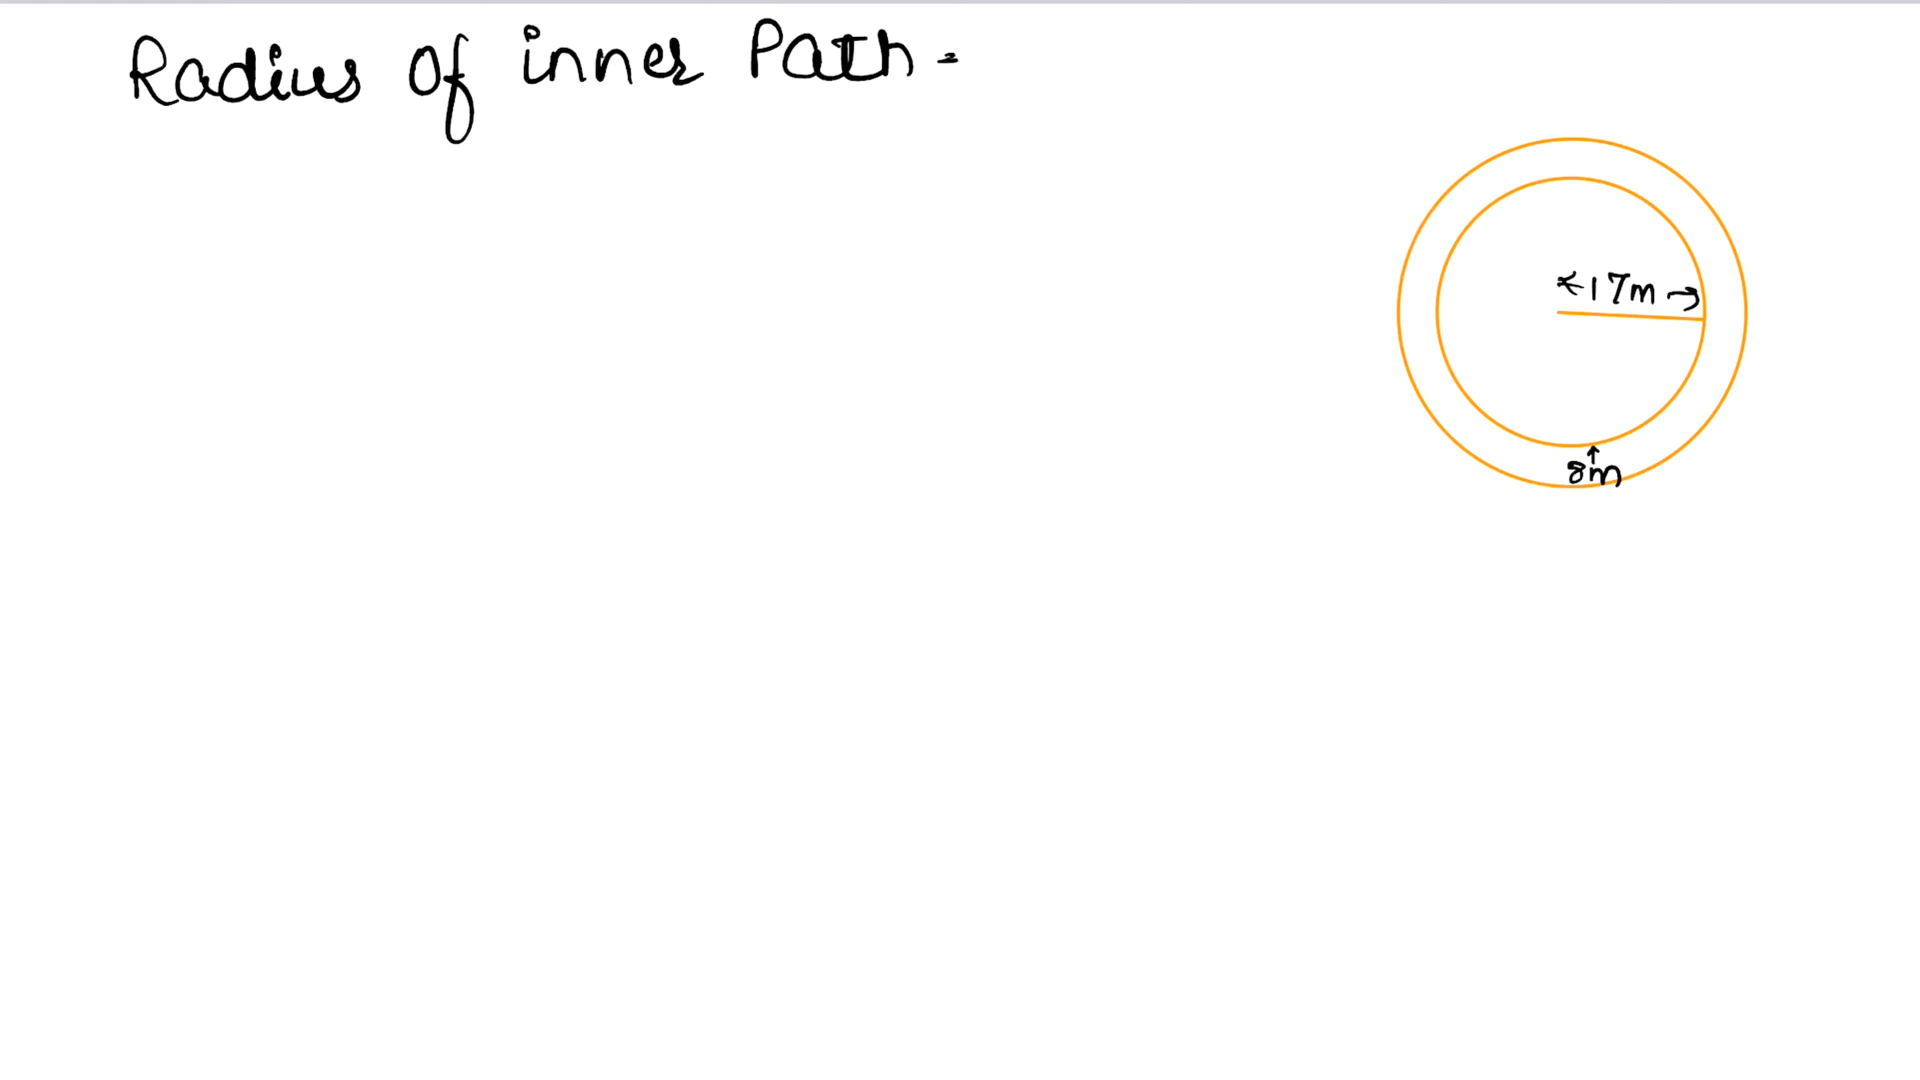 Radius of inner Path =
17m
8m